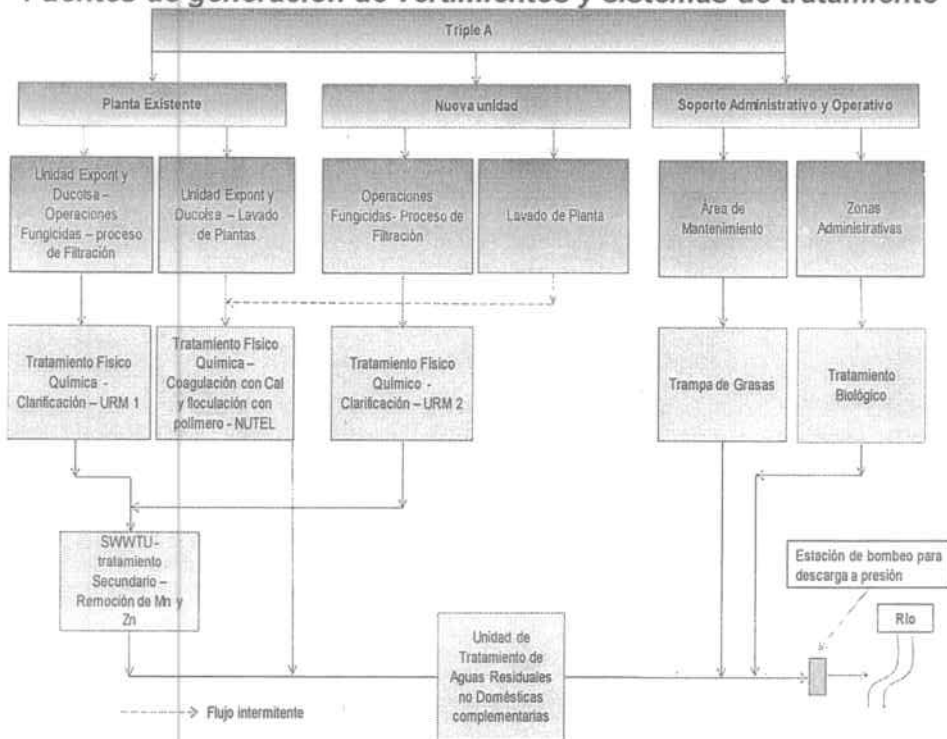 Fuentes de generación de vertimientos y sistemas de tratamiento
Triple A
Planta Existente
Nueva unidad
Soporte Administrativo y Operativo
Unidad Expont y
Ducolsa –
Operaciones
Fungicidas – proceso
de Filtración
Unidad Expont y
Ducolsa – Lavado
de Plantas
Operaciones
Fungicidas- Proceso de
Filtración
Lavado de Planta
Área de
Mantenimiento
Zonas
Administrativas
Tratamiento Físico
Química -
Clarificación – URM 1
Tratamiento Físico
Química –
Coagulación con Cal
y floculación con
polímero - NUTEL
Tratamiento Físico
Químico -
Clarificación – URM 2
Trampa de Grasas
Tratamiento
Biológico
SWWTU-
tratamiento
Secundario –
Remoción de Mn y
Zn
Estación de bombeo para
descarga a presión
Río
Unidad de
Tratamiento de
Aguas Residuales
no Domésticas
complementarias
Flujo intermitente